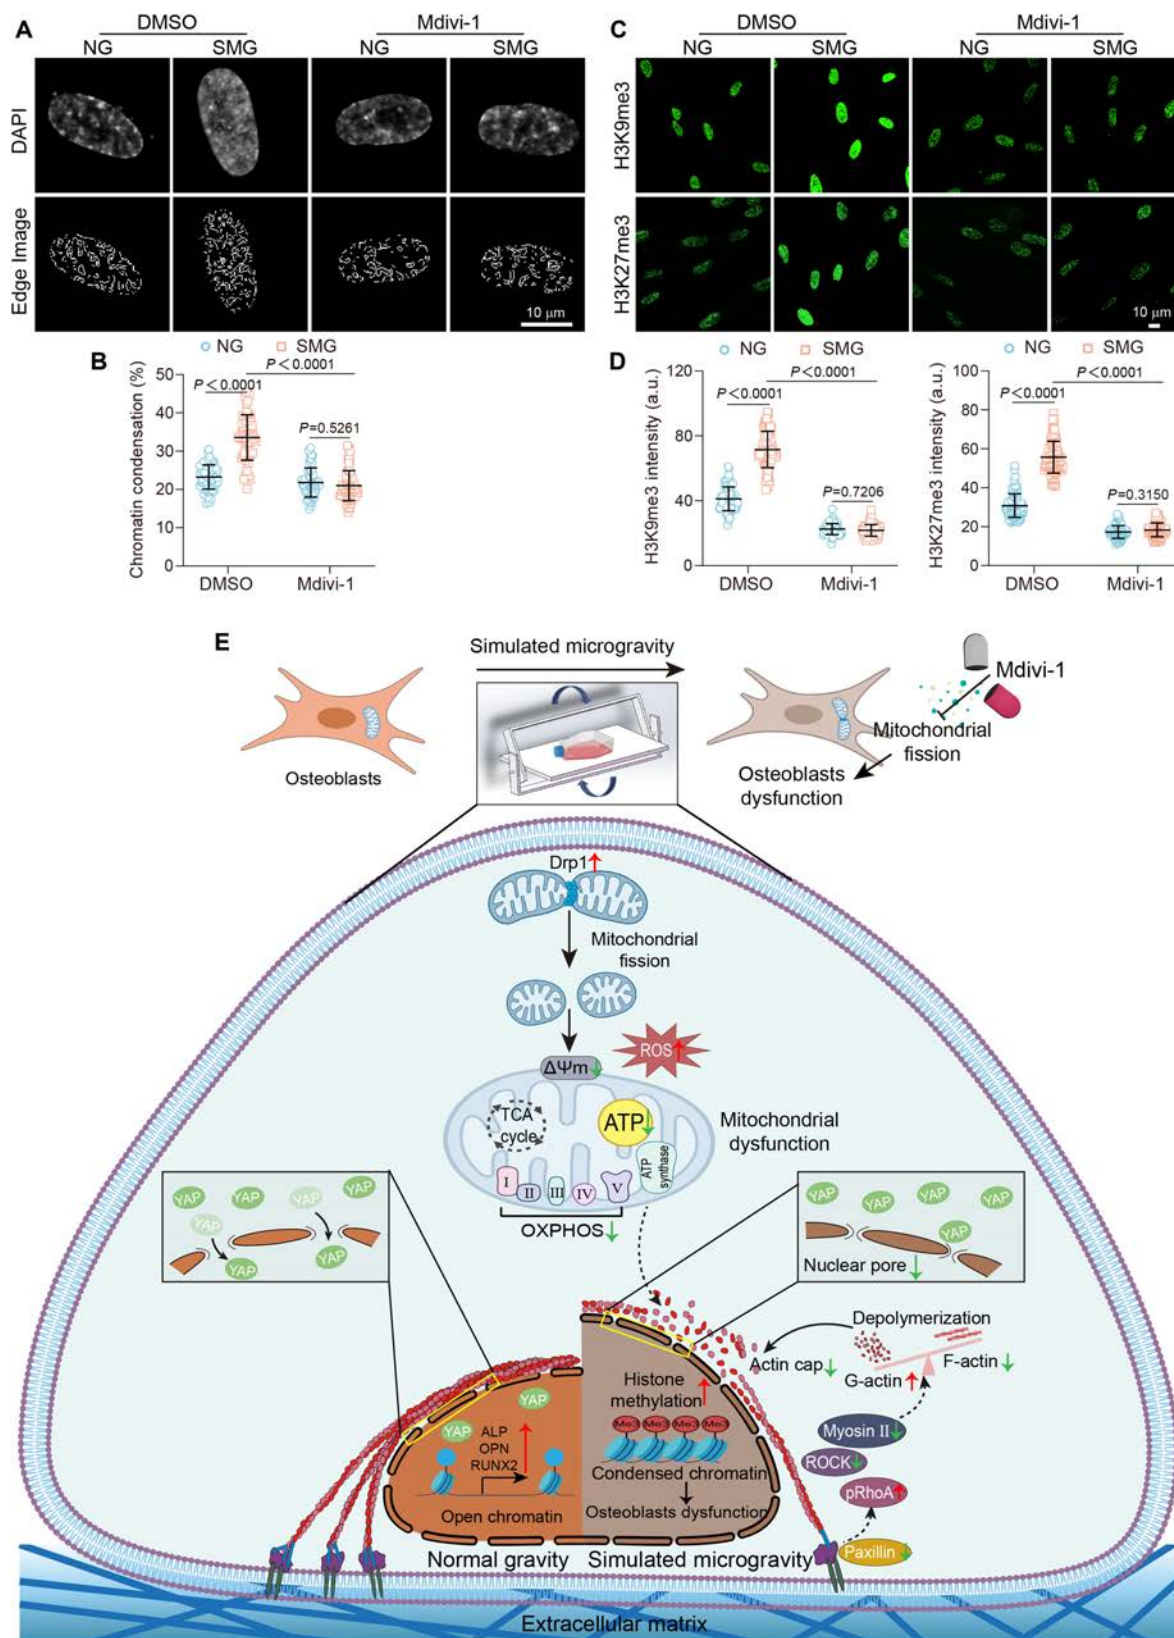 A
DMSO
Mdivi-1
NG
SMG
NG
SMG
DAPI
Edge Image
10 μm
C
DMSO
Mdivi-1
NG
SMG
NG
SMG
H3K9me3
H3K27me3
10 μm
B
NG
SMG
P<0.0001
P<0.0001
P=0.5261
Chromatin condensation (%)
50
40
30
20
10
0
DMSO
Mdivi-1
D
NG
SMG
P<0.0001
P<0.0001
P=0.7206
H3K9me3 intensity (a.u.)
120
80
40
0
DMSO
Mdivi-1
NG
SMG
P<0.0001
P<0.0001
P=0.3150
H3K27me3 intensity (a.u.)
100
80
60
40
20
0
DMSO
Mdivi-1
E
Simulated microgravity
Osteoblasts
Mdivi-1
Mitochondrial
fission
Osteoblasts
dysfunction
Drp1
Mitochondrial
fission
ROS
ΔΨm
TCA
cycle
ATP
ATP
synthase
Mitochondrial
dysfunction
I
II
III
IV
V
OXPHOS
YAP
YAP
YAP
YAP
YAP
YAP
YAP
YAP
YAP
YAP
YAP
YAP
Nuclear pore
Depolymerization
Actin cap
F-actin
G-actin
Myosin II
ROCK
pRhoA
Paxillin
YAP
YAP
ALP
OPN
RUNX2
Open chromatin
Histone
methylation
Me3
Me3
Me3
Me3
Condensed chromatin
Osteoblasts dysfunction
Normal gravity
Simulated microgravity
Extracellular matrix